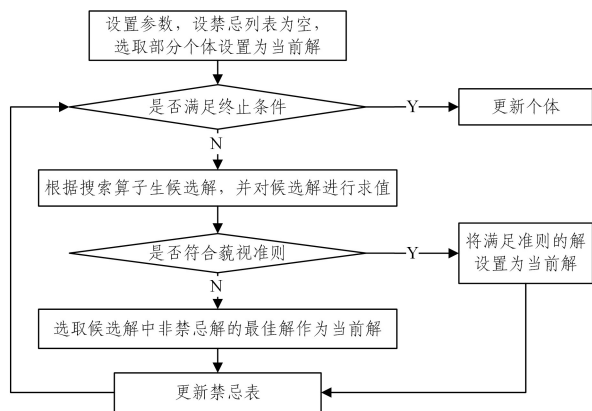 设置参数，设禁忌列表为空，
选取部分个体设置为当前解
是否满足终止条件
Y
更新个体
N
根据搜索算子生候选解，并对候选解进行求值
是否符合藐视准则
Y
将满足准则的解
设置为当前解
N
选取候选解中非禁忌解的最佳解作为当前解
更新禁忌表